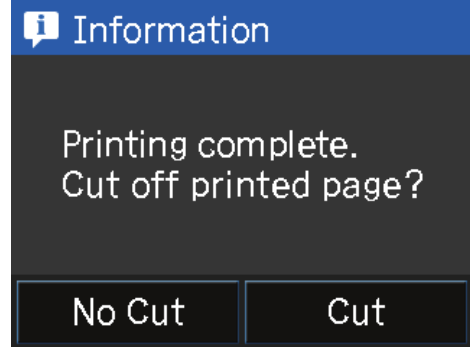 Information
Printing complete.
Cut off printed page?
No Cut
Cut